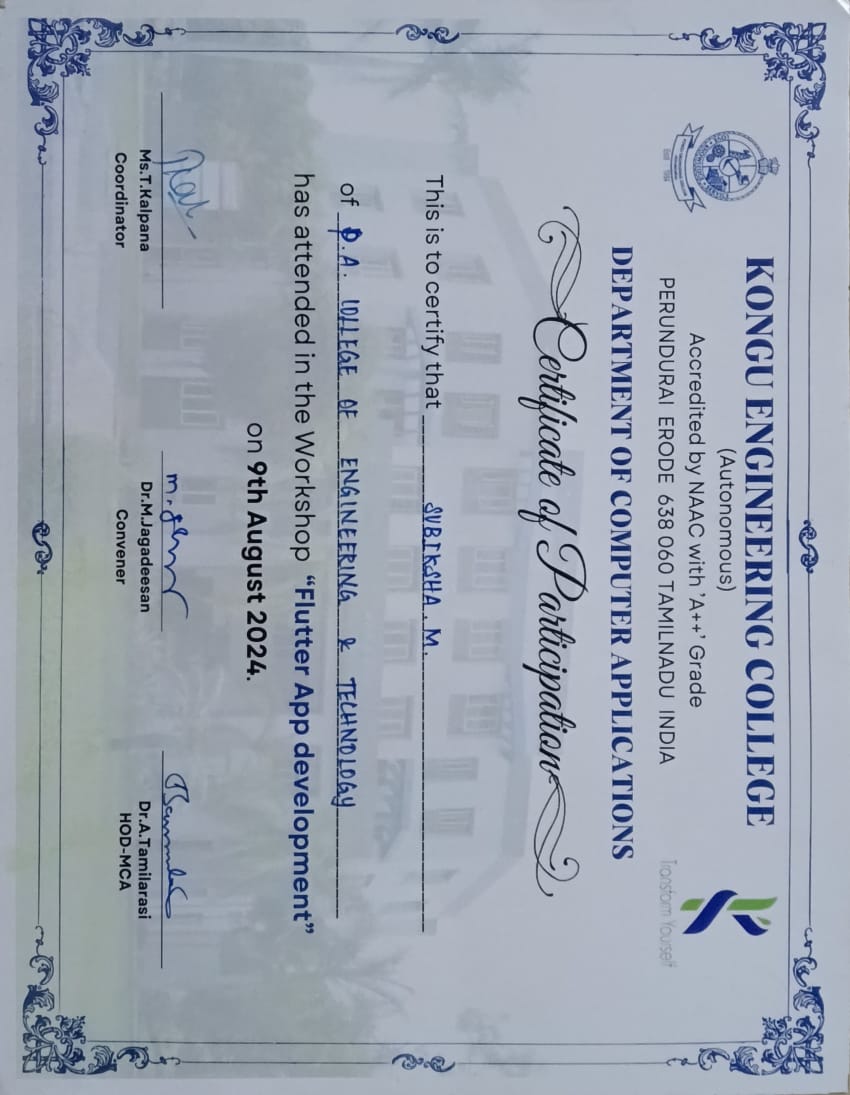 KONGU ENGINEERING COLLEGE
(Autonomous)
Accredited by NAAC with 'A++' Grade
PERUNDURAI ERODE 638 060 TAMILNADU INDIA
Transform Yourself
DEPARTMENT OF COMPUTER APPLICATIONS
Certificate of Participation
This is to certify that SUBIKSHA. M.
of P.A. COLLEGE OF ENGINEERING & TECHNOLOGY
has attended in the Workshop "Flutter App development"
on 9th August 2024.
Ms.T.Kalpana
Coordinator
Dr.M.Jagadeesan
Convener
Dr.A.Tamilarasi
HOD-MCA